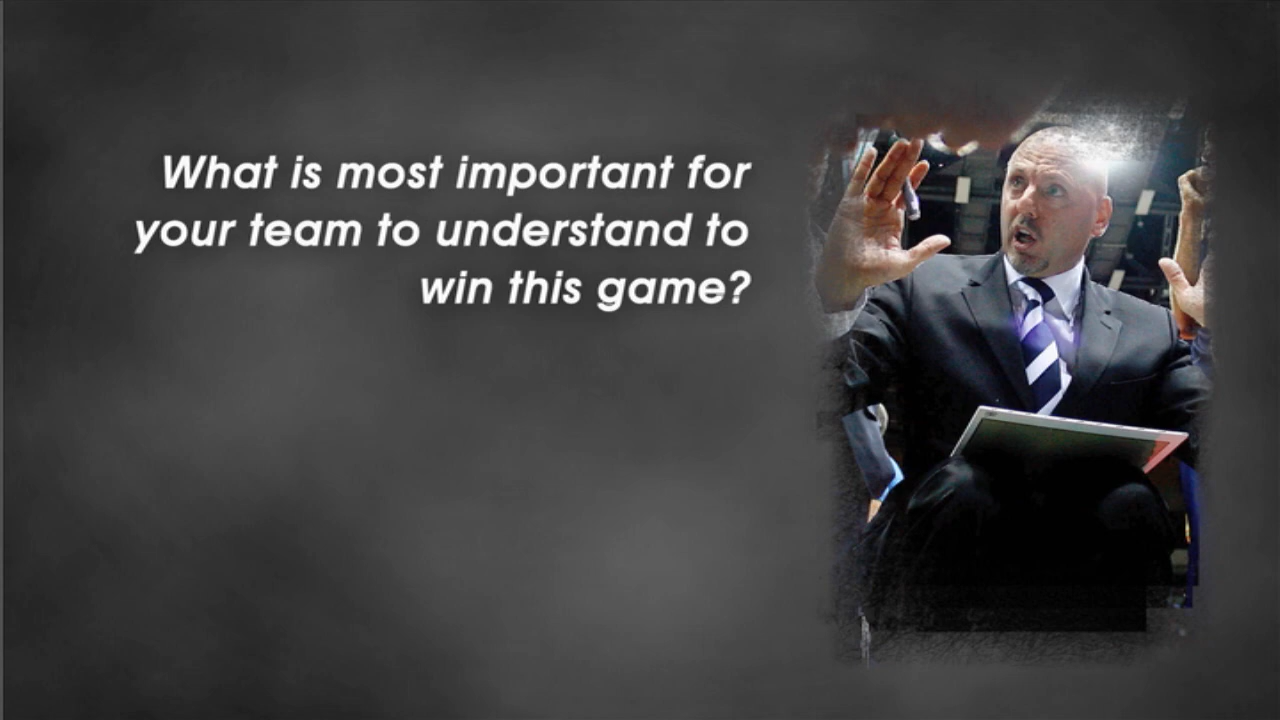 What is most important for
your team to understand to
win this game?